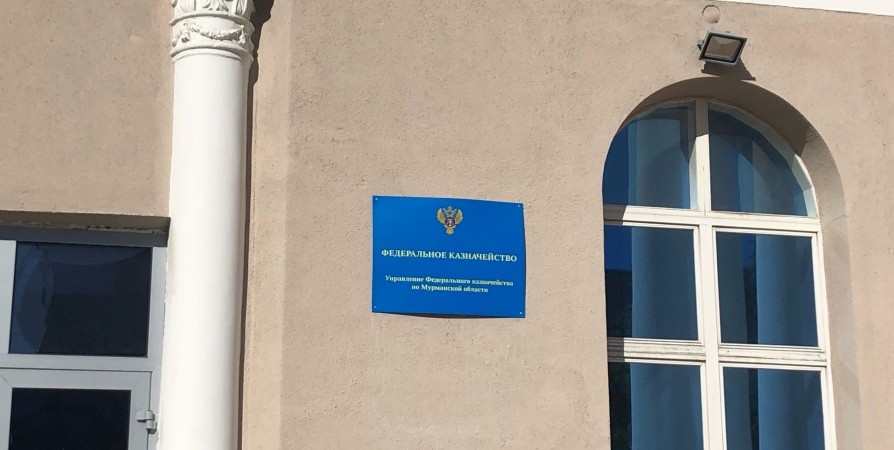 ФЕДЕРАЛЬНОЕ КАЗНАЧЕЙСТВО
Управление Федерального казначейства
по Мурманской области